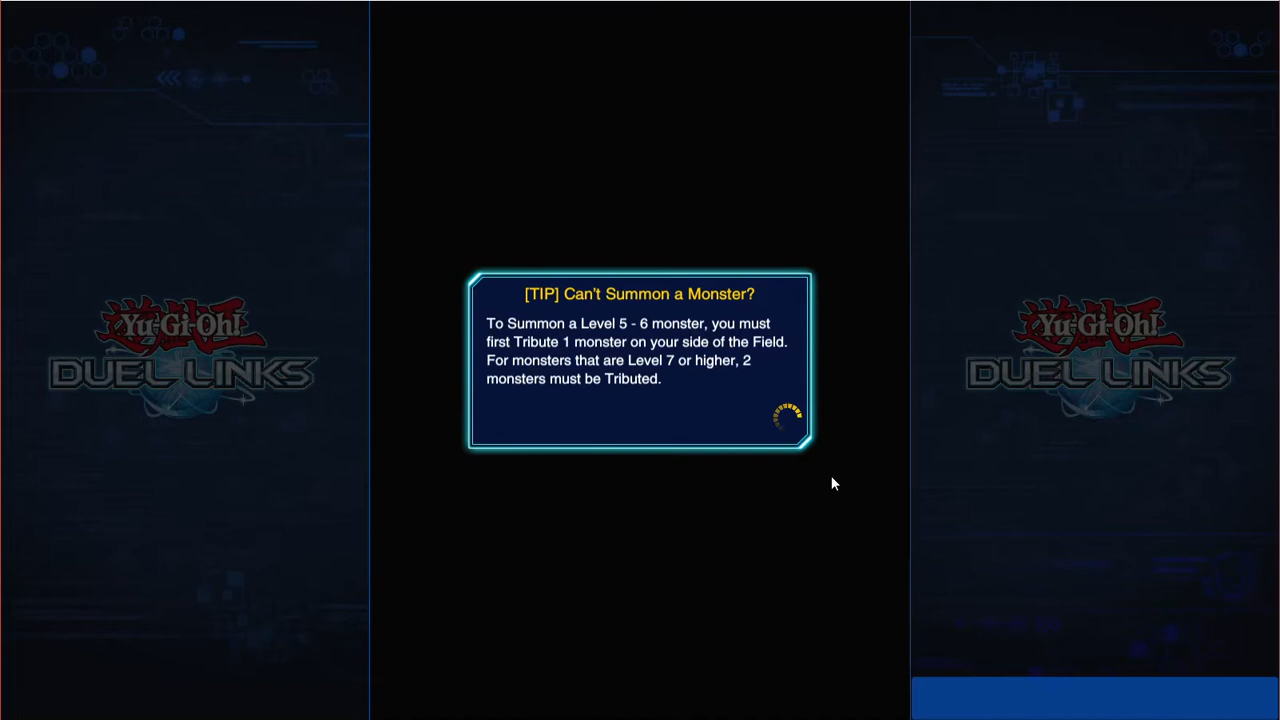 [TIP] Can't Summon a Monster?
To Summon a Level 5 - 6 monster, you must
first Tribute 1 monster on your side of the Field.
For monsters that are Level 7 or higher, 2
monsters must be Tributed.
Yu-Gi-Oh!
DUEL LINKS
Yu-Gi-Oh!
DUEL LINKS